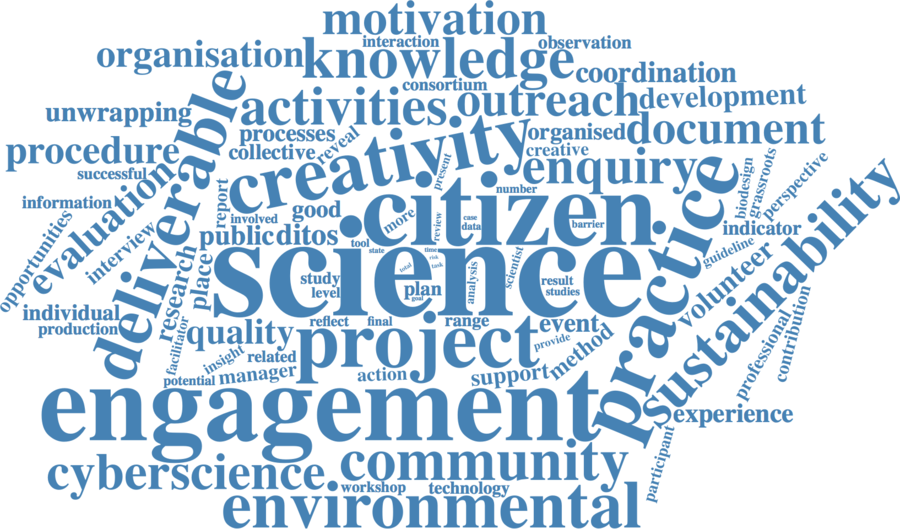 motivation
interaction
observation
organisation
knowledge
coordination
consortium
unwrapping
activities
outreach
development
deliverable
processes
reveal
creativity
organised
document
procedure
collective
creative
enquiry
successful
present
number
practice
biodesign
grassroots
perspective
information
evaluation
report
involved
good
citizen
more
review
case
data
barrier
indicator
sustainability
opportunities
interview
public
ditos
tool
state
time
risk
task
total
scientist
guideline
volunteer
research
place
science
study
level
plan
goal
analysis
result
studies
individual
production
facilitator
quality
reflect
final
range
event
provide
method
professional
contribution
project
insight
related
potential
manager
action
support
engagement
experience
cyberscience
community
participant
workshop
technology
environmental